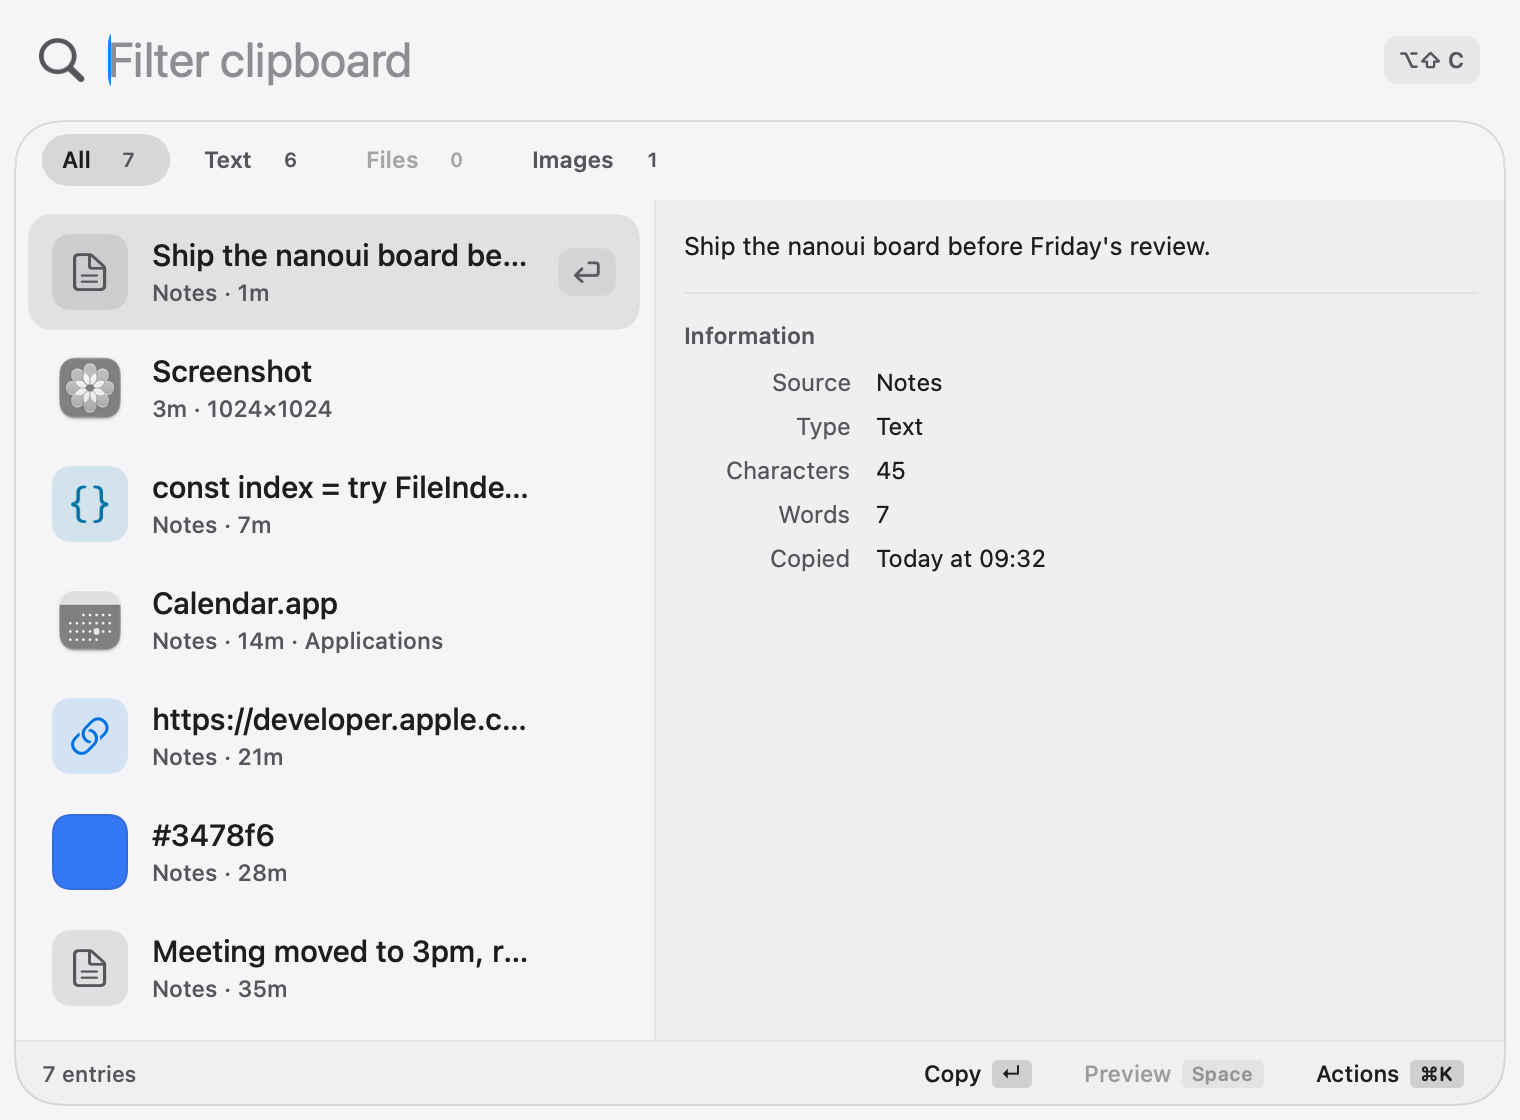 Filter clipboard
⌥⇧ C
All 7 Text 6 Files 0 Images 1
Ship the nanoui board be...
Notes · 1m
Screenshot
3m · 1024×1024
const index = try FileInde...
Notes · 7m
Calendar.app
Notes · 14m · Applications
https://developer.apple.c...
Notes · 21m
#3478f6
Notes · 28m
Meeting moved to 3pm, r...
Notes · 35m
Ship the nanoui board before Friday's review.
Information
Source Notes
Type Text
Characters 45
Words 7
Copied Today at 09:32
7 entries
Copy ↵ Preview Space Actions ⌘K